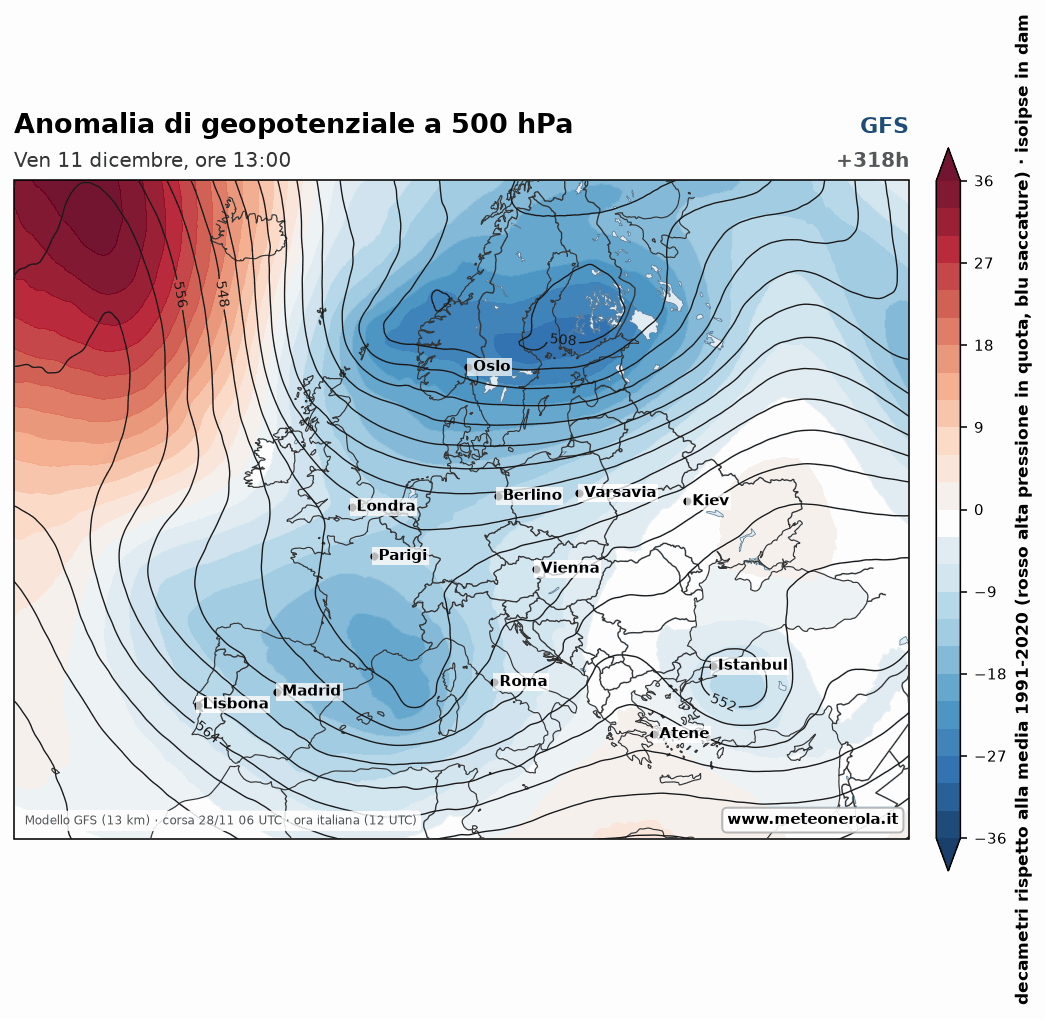 Anomalia di geopotenziale a 500 hPa
GFS
Ven 11 dicembre, ore 13:00
+318h
556
548
508
Oslo
Londra
Berlino
Varsavia
Kiev
Parigi
Vienna
Istanbul
Roma
Madrid
Lisbona
552
564
Atene
Modello GFS (13 km) · corsa 28/11 06 UTC · ora italiana (12 UTC)
www.meteonerola.it
36
27
18
9
0
−9
−18
−27
−36
decametri rispetto alla media 1991-2020 (rosso alta pressione in quota, blu saccature) · isoipse in dam